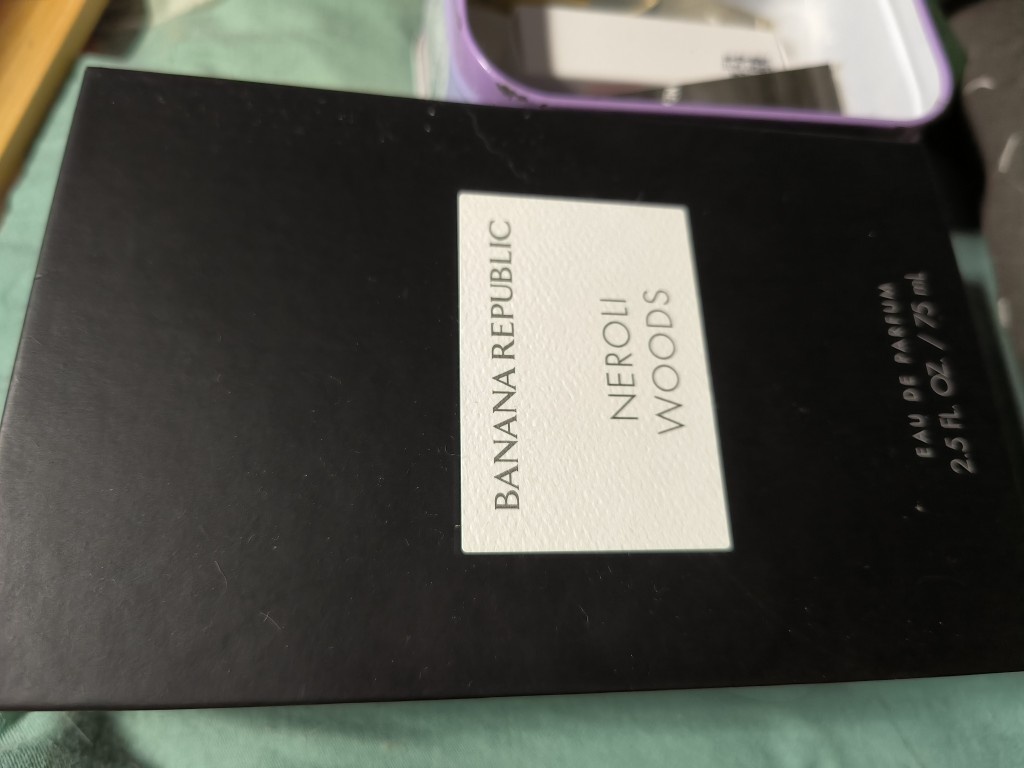 BANANA REPUBLIC
NEROLI
WOODS
EAU DE PARFUM
2.5 FL. OZ. / 75 mL